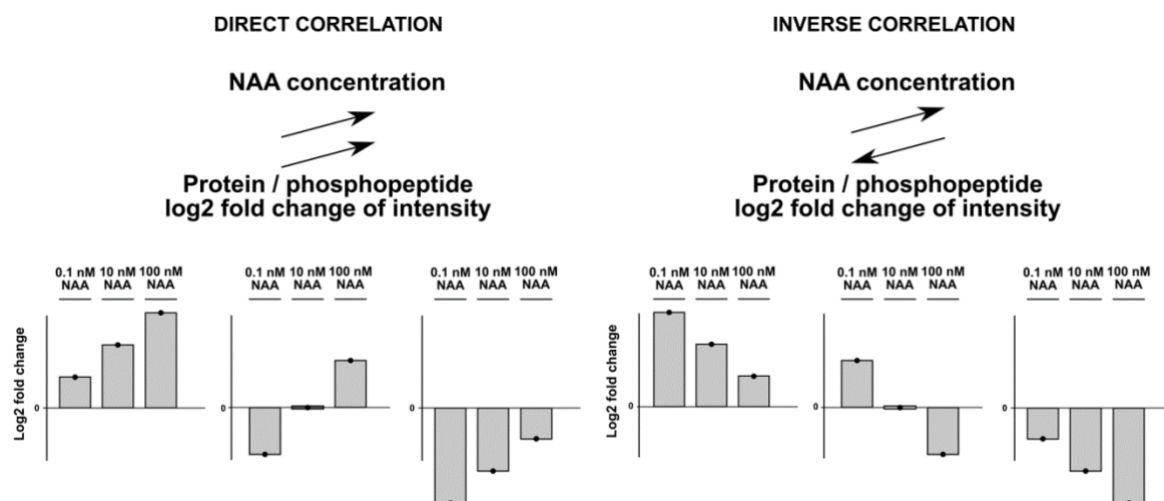 DIRECT CORRELATION
NAA concentration
Protein / phosphopeptide
log2 fold change of intensity
0.1 nM 10 nM 100 nM
NAA NAA NAA
0.1 nM 10 nM 100 nM
NAA NAA NAA
0.1 nM 10 nM 100 nM
NAA NAA NAA
Log2 fold change
0
0
0
INVERSE CORRELATION
NAA concentration
Protein / phosphopeptide
log2 fold change of intensity
0.1 nM 10 nM 100 nM
NAA NAA NAA
0.1 nM 10 nM 100 nM
NAA NAA NAA
0.1 nM 10 nM 100 nM
NAA NAA NAA
Log2 fold change
0
0
0